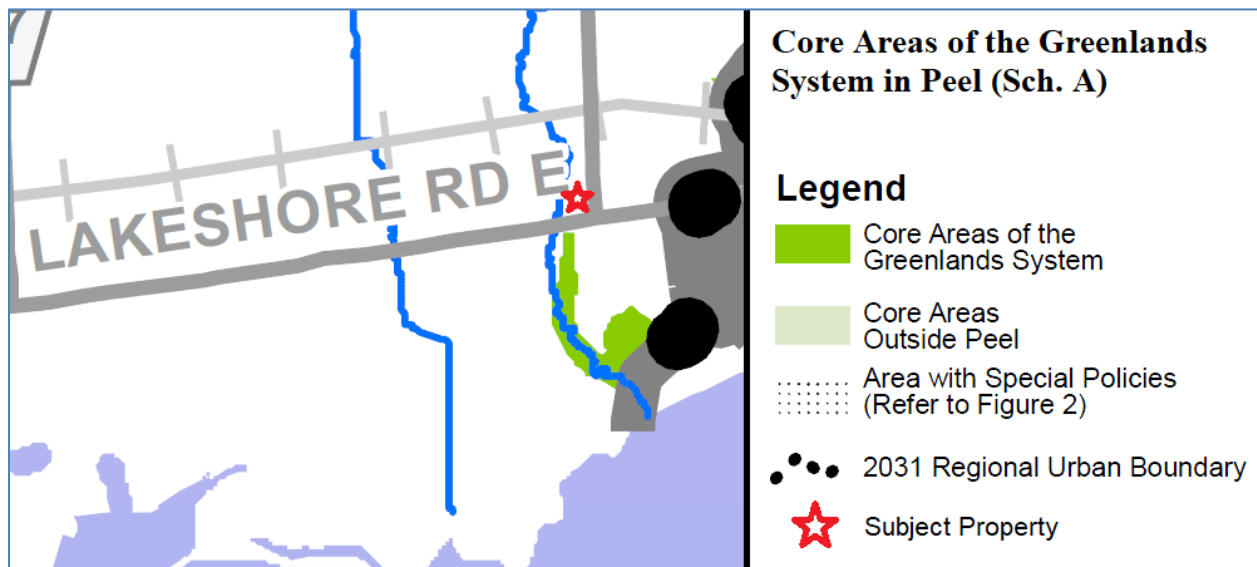 LAKESHORE RD E
Core Areas of the Greenlands
System in Peel (Sch. A)
Legend
Core Areas of the
Greenlands System
Core Areas
Outside Peel
Area with Special Policies
(Refer to Figure 2)
2031 Regional Urban Boundary
Subject Property